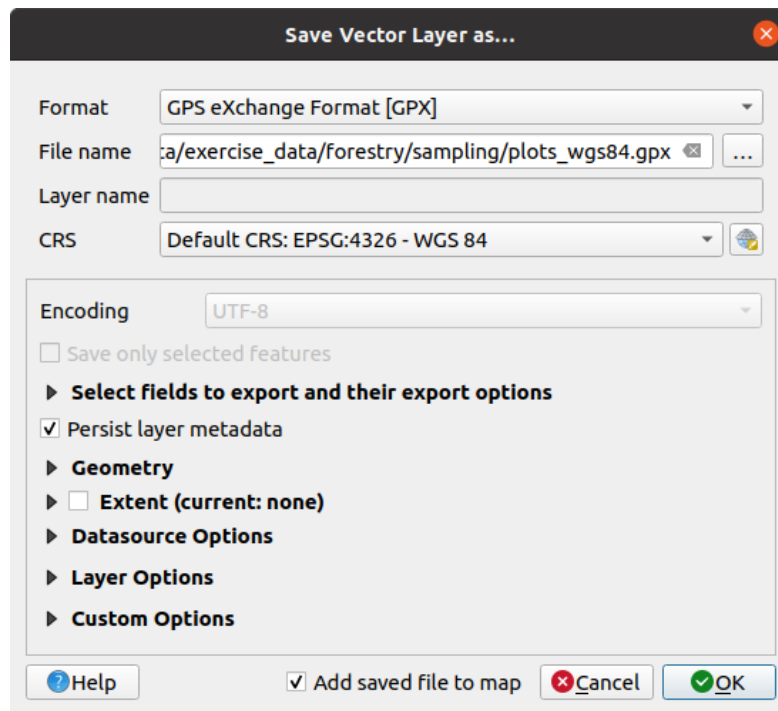 Save Vector Layer as…
Format GPS eXchange Format [GPX]
File name ta/exercise_data/forestry/sampling/plots_wgs84.gpx ...
Layer name
CRS Default CRS: EPSG:4326 - WGS 84
Encoding UTF-8
Save only selected features
Select fields to export and their export options
Persist layer metadata
Geometry
Extent (current: none)
Datasource Options
Layer Options
Custom Options
Help Add saved file to map Cancel OK